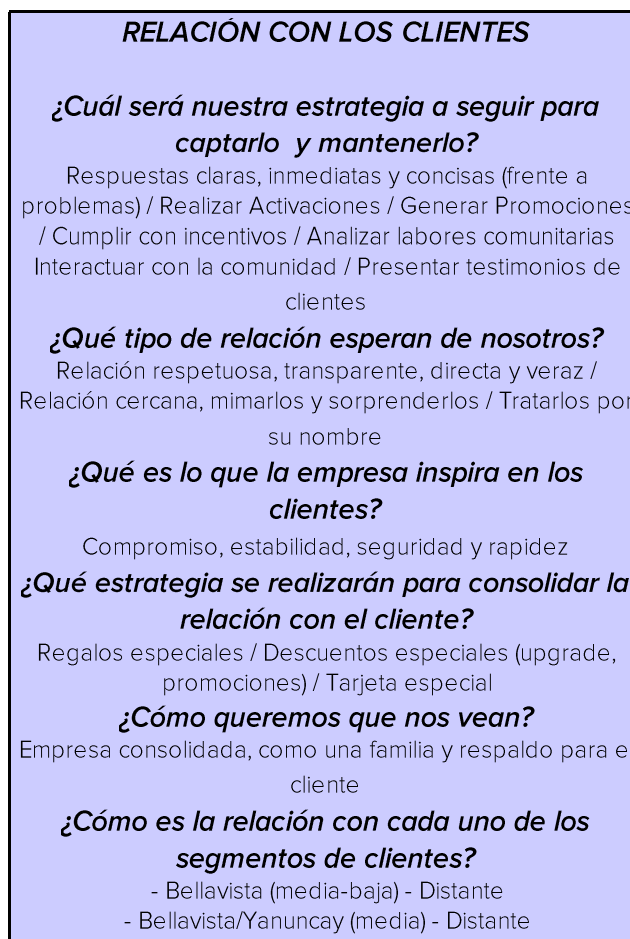 RELACIÓN CON LOS CLIENTES
¿Cuál será nuestra estrategia a seguir para
captarlo y mantenerlo?
Respuestas claras, inmediatas y concisas (frente a
problemas) / Realizar Activaciones / Generar Promociones
/ Cumplir con incentivos / Analizar labores comunitarias
Interactuar con la comunidad / Presentar testimonios de
clientes
¿Qué tipo de relación esperan de nosotros?
Relación respetuosa, transparente, directa y veraz /
Relación cercana, mimarlos y sorprenderlos / Tratarlos por
su nombre
¿Qué es lo que la empresa inspira en los
clientes?
Compromiso, estabilidad, seguridad y rapidez
¿Qué estrategia se realizarán para consolidar la
relación con el cliente?
Regalos especiales / Descuentos especiales (upgrade,
promociones) / Tarjeta especial
¿Cómo queremos que nos vean?
Empresa consolidada, como una familia y respaldo para e
cliente
¿Cómo es la relación con cada uno de los
segmentos de clientes?
- Bellavista (media-baja) - Distante
- Bellavista/Yanuncay (media) - Distante